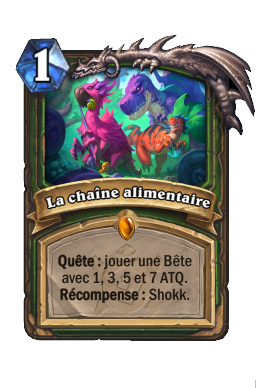 1
La chaîne alimentaire
Quête : jouer une Bête
avec 1, 3, 5 et 7 ATQ.
Récompense : Shokk.